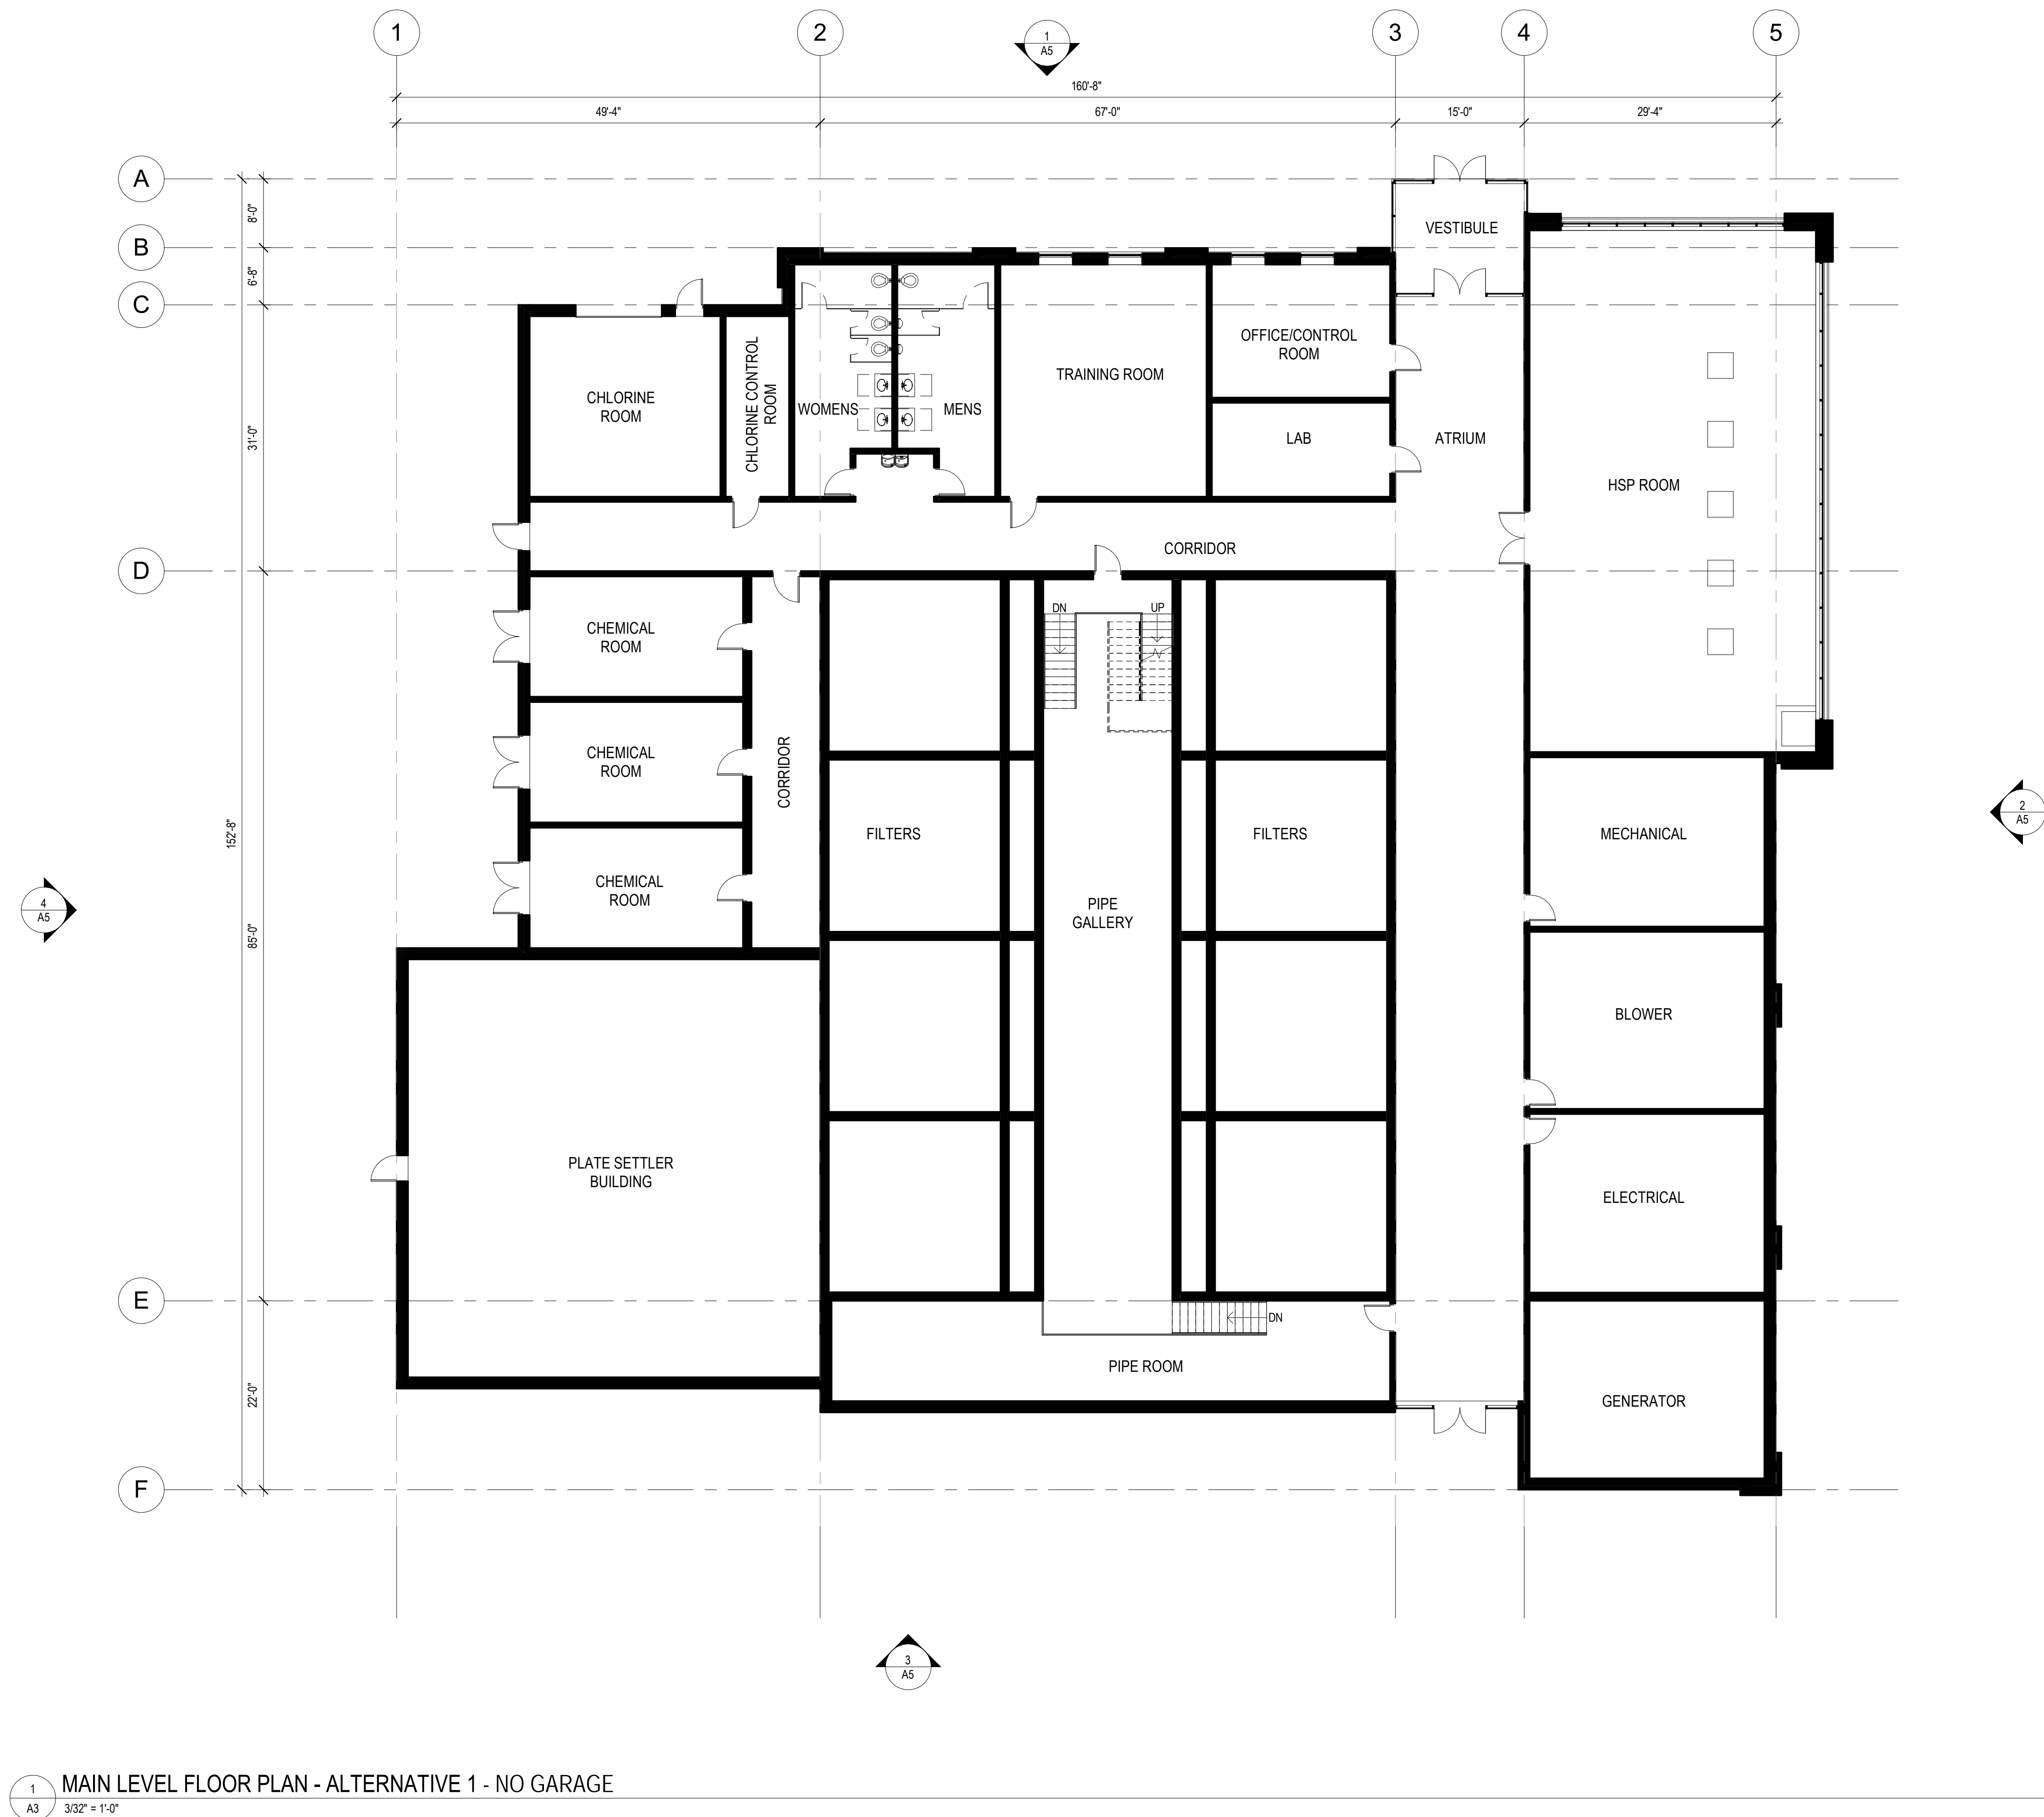 1
2
3
4
5
1
A5
160'-8"
49'-4"
67'-0"
15'-0"
29'-4"
A
B
C
D
E
F
8'-0"
6'-8"
31'-0"
152'-8"
85'-0"
22'-0"
VESTIBULE
CHLORINE
ROOM
CHLORINE CONTROL
ROOM
WOMENS
MENS
TRAINING ROOM
OFFICE/CONTROL
ROOM
LAB
ATRIUM
HSP ROOM
CORRIDOR
CHEMICAL
ROOM
DN
UP
CHEMICAL
ROOM
CORRIDOR
FILTERS
FILTERS
MECHANICAL
2
A5
CHEMICAL
ROOM
4
A5
PIPE
GALLERY
BLOWER
PLATE SETTLER
BUILDING
ELECTRICAL
DN
PIPE ROOM
GENERATOR
3
A5
1
A3
MAIN LEVEL FLOOR PLAN - ALTERNATIVE 1 - NO GARAGE
3/32" = 1'-0"